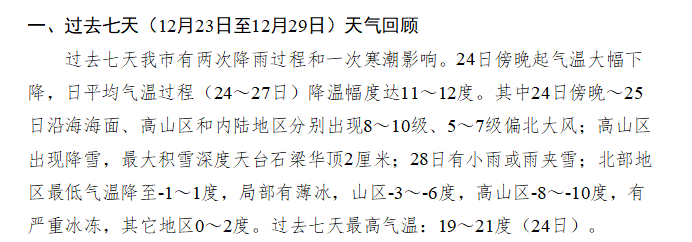 一、过去七天（12月23日至12月29日）天气回顾
过去七天我市有两次降雨过程和一次寒潮影响。24日傍晚起气温大幅下
降，日平均气温过程（24～27日）降温幅度达11～12度。其中24日傍晚～25
日沿海海面、高山区和内陆地区分别出现8～10级、5～7级偏北大风；高山区
出现降雪，最大积雪深度天台石梁华顶2厘米；28日有小雨或雨夹雪；北部地
区最低气温降至-1～1度，局部有薄冰，山区-3～-6度，高山区-8～-10度，有
严重冰冻，其它地区0～2度。过去七天最高气温：19～21度（24日）。